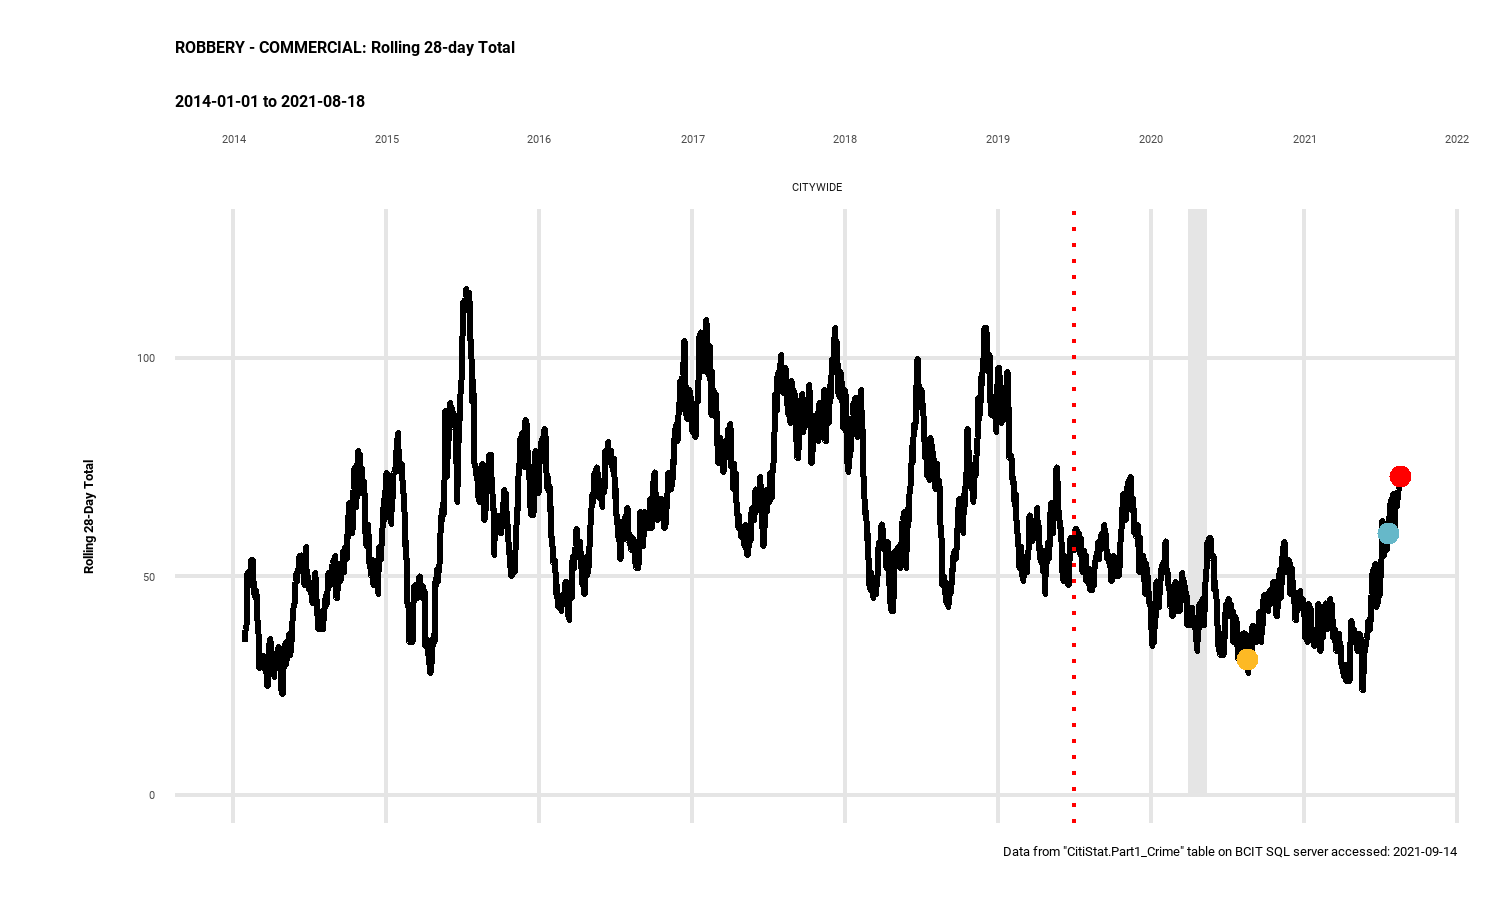 ROBBERY - COMMERCIAL: Rolling 28-day Total
2014-01-01 to 2021-08-18
2014 2015 2016 2017 2018 2019 2020 2021 2022
CITYWIDE
100
50
0
Rolling 28-Day Total
Data from "CitiStat.Part1_Crime" table on BCIT SQL server accessed: 2021-09-14